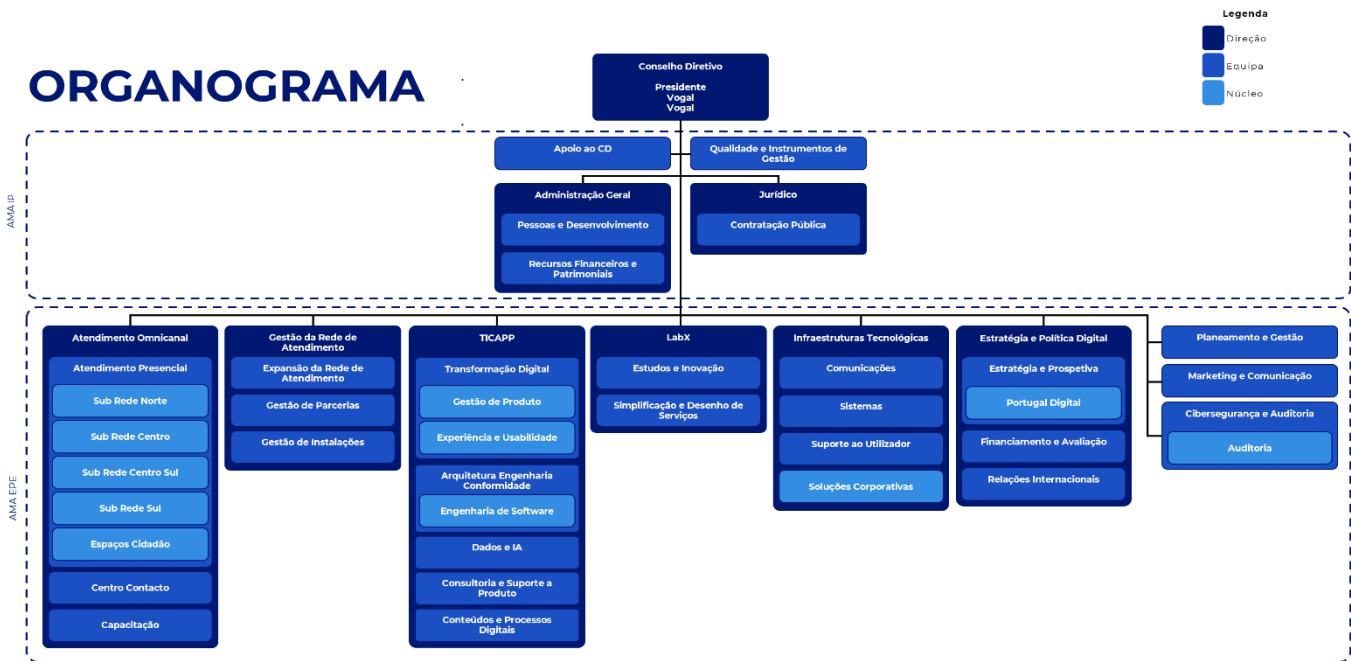 Legenda
Direção
Equipa
Núcleo
ORGANOGRAMA
Conselho Diretivo
Presidente
Vogal
Vogal
AMA IP
Apoio ao CD
Qualidade e Instrumentos de
Gestão
Administração Geral
Pessoas e Desenvolvimento
Recursos Financeiros e
Patrimoniais
Jurídico
Contratação Pública
AMA EPE
Atendimento Omnicanal
Atendimento Presencial
Sub Rede Norte
Sub Rede Centro
Sub Rede Centro Sul
Sub Rede Sul
Espaços Cidadão
Centro Contacto
Capacitação
Gestão da Rede de
Atendimento
Expansão da Rede de
Atendimento
Gestão de Parcerias
Gestão de Instalações
TICAPP
Transformação Digital
Gestão de Produto
Experiência e Usabilidade
Arquitetura Engenharia
Conformidade
Engenharia de Software
Dados e IA
Consultoria e Suporte a
Produto
Conteúdos e Processos
Digitais
LabX
Estudos e Inovação
Simplificação e Desenho de
Serviços
Infraestruturas Tecnológicas
Comunicações
Sistemas
Suporte ao Utilizador
Soluções Corporativas
Estratégia e Política Digital
Estratégia e Prospetiva
Portugal Digital
Financiamento e Avaliação
Relações Internacionais
Planeamento e Gestão
Marketing e Comunicação
Cibersegurança e Auditoria
Auditoria